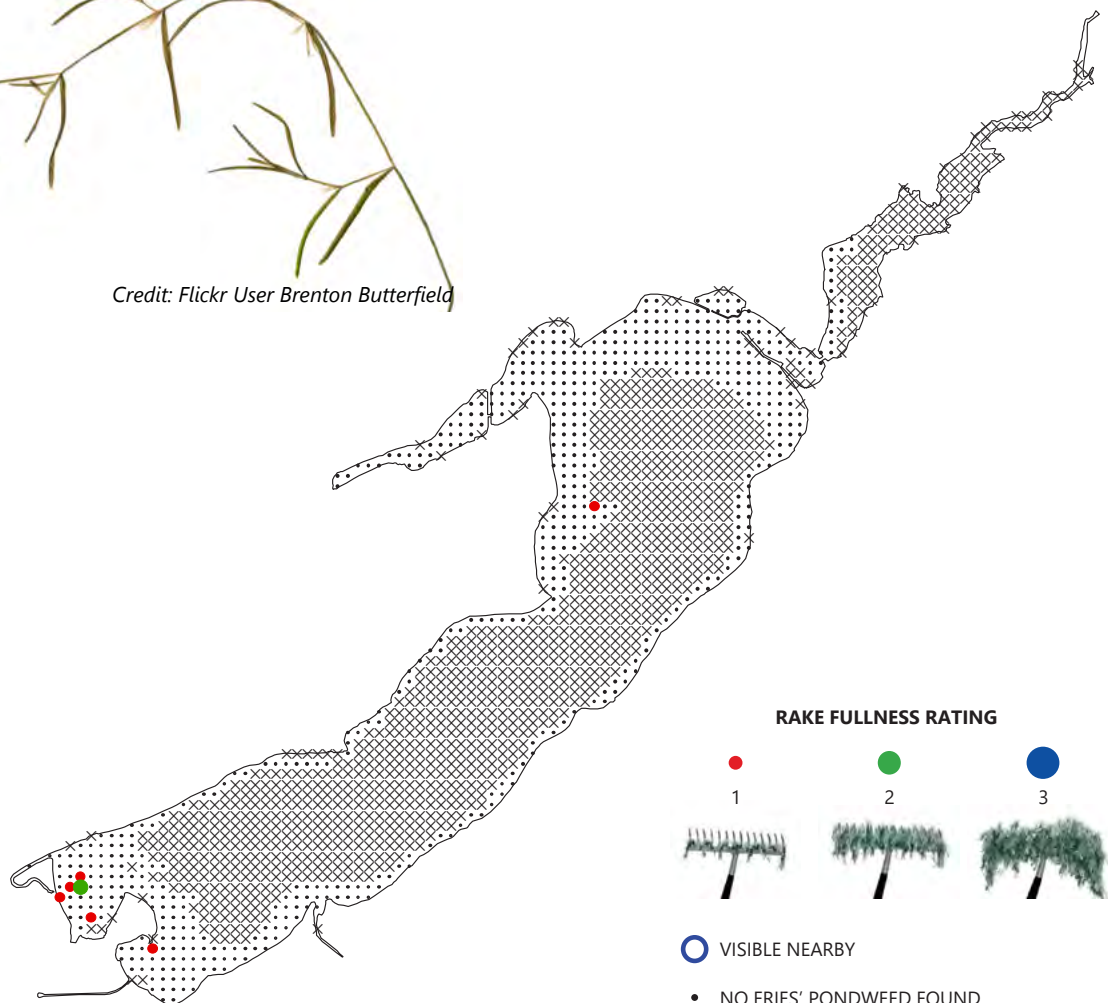 Credit: Flickr User Brenton Butterfield
RAKE FULLNESS RATING
1
2
3
VISIBLE NEARBY
NO FRIES’ PONDWEED FOUND